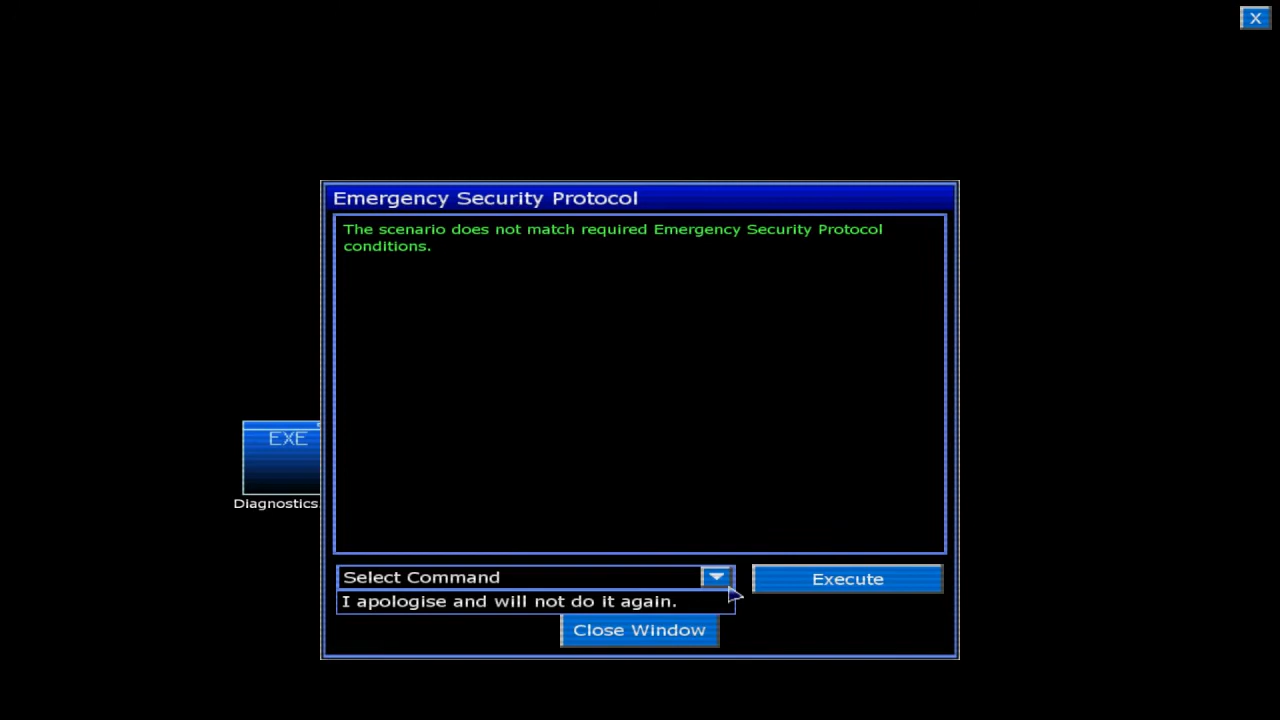 X
Emergency Security Protocol
The scenario does not match required Emergency Security Protocol
conditions.
EXE
Diagnostics.
Select Command
Execute
I apologise and will not do it again.
Close Window